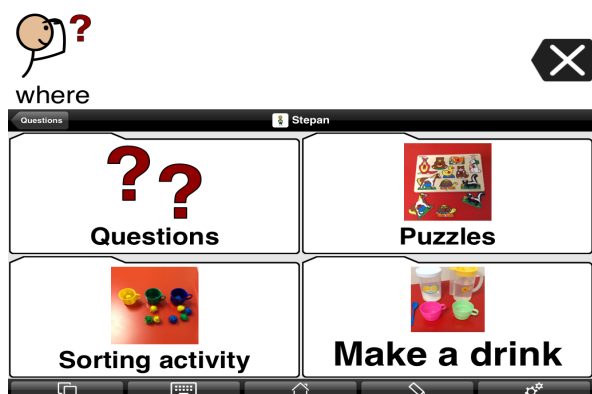 ?
where
Questions
Stepan
??
Questions
Puzzles
Sorting activity
Make a drink